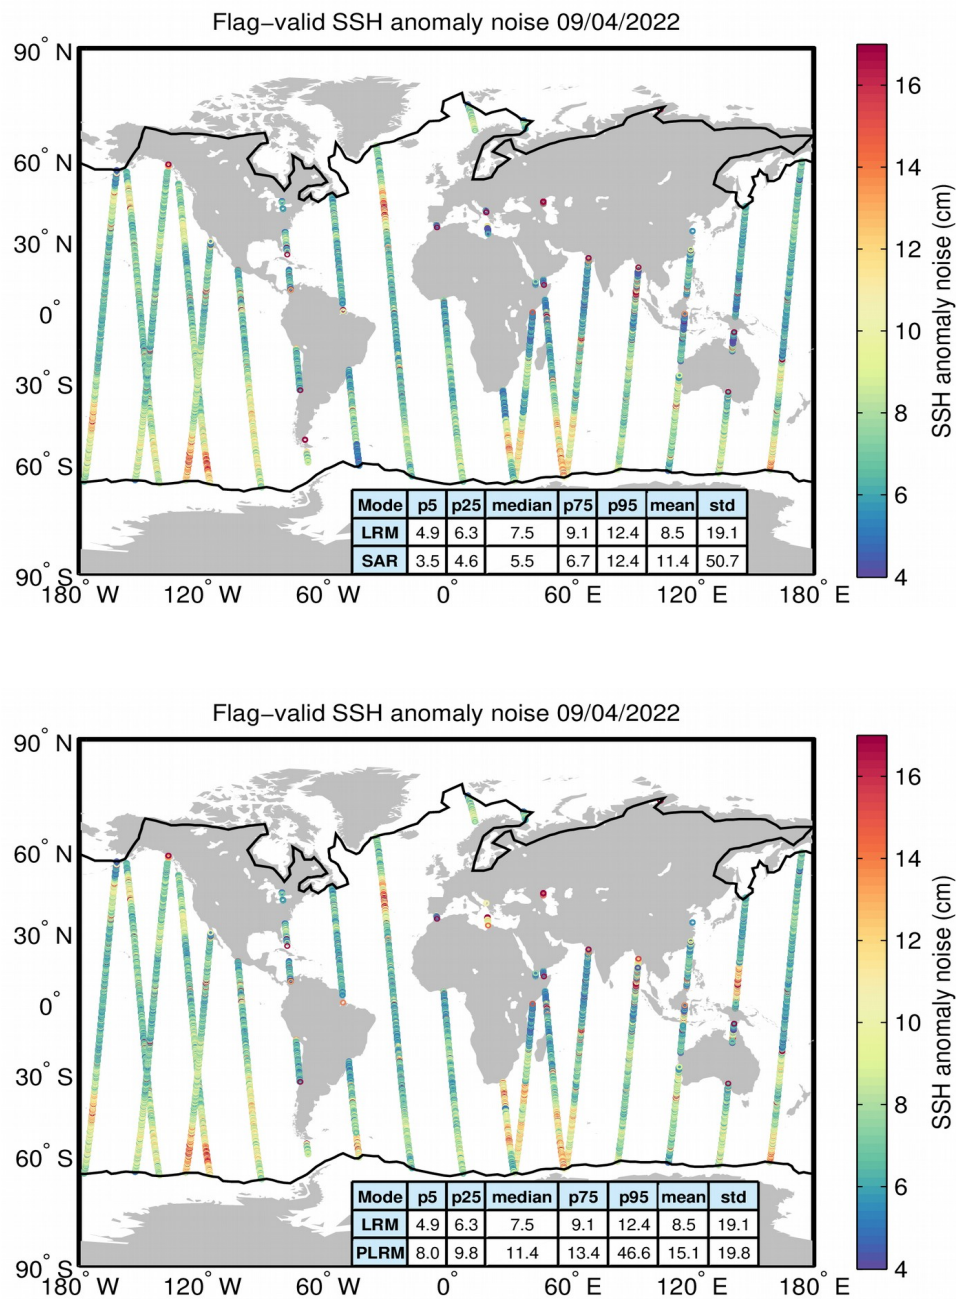 Flag−valid SSH anomaly noise 09/04/2022
90° N
60° N
30° N
0°
30° S
60° S
90° S
180° W 120° W 60° W 0° 60° E 120° E 180° E
Mode p5 p25 median p75 p95 mean std
LRM 4.9 6.3 7.5 9.1 12.4 8.5 19.1
SAR 3.5 4.6 5.5 6.7 12.4 11.4 50.7
16
14
12
10
8
6
4
SSH anomaly noise (cm)
Flag−valid SSH anomaly noise 09/04/2022
90° N
60° N
30° N
0°
30° S
60° S
90° S
180° W 120° W 60° W 0° 60° E 120° E 180° E
Mode p5 p25 median p75 p95 mean std
LRM 4.9 6.3 7.5 9.1 12.4 8.5 19.1
PLRM 8.0 9.8 11.4 13.4 46.6 15.1 19.8
16
14
12
10
8
6
4
SSH anomaly noise (cm)